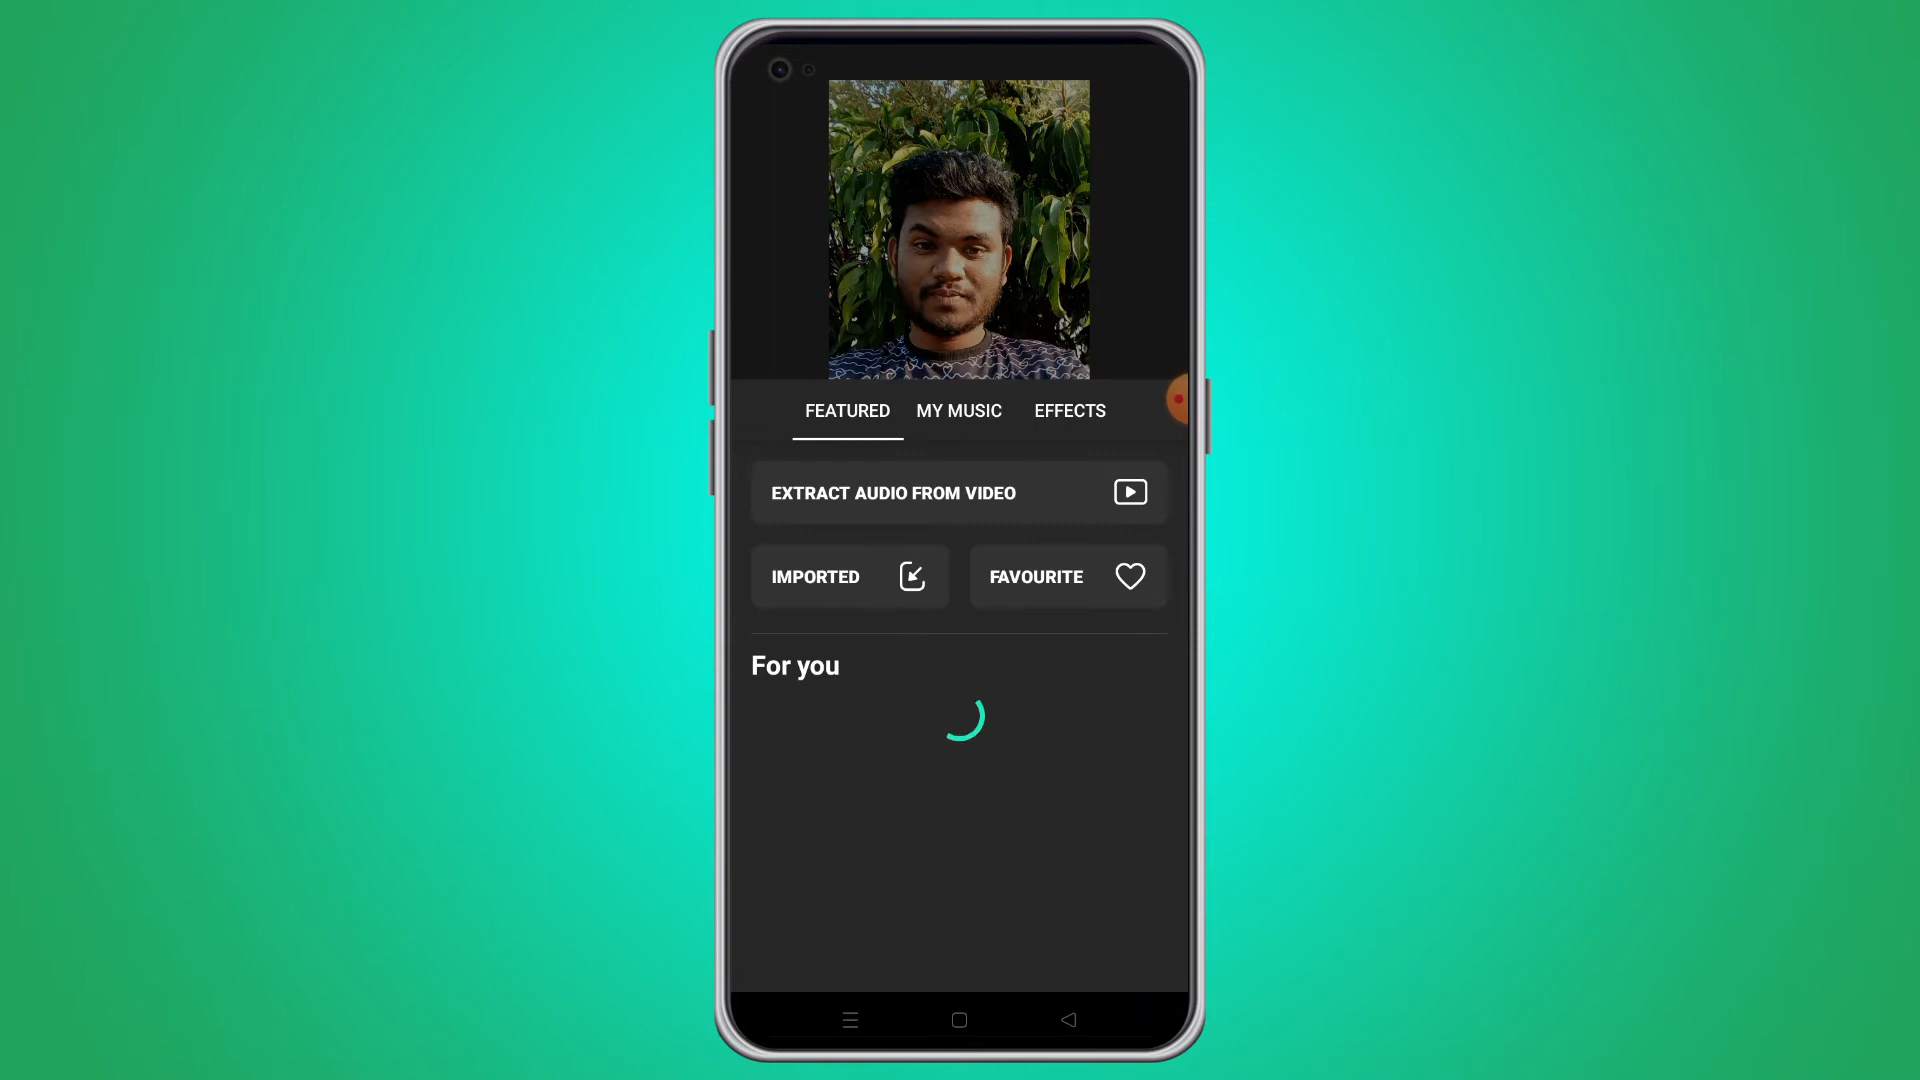 FEATURED MY MUSIC EFFECTS
EXTRACT AUDIO FROM VIDEO
IMPORTED FAVOURITE
For you